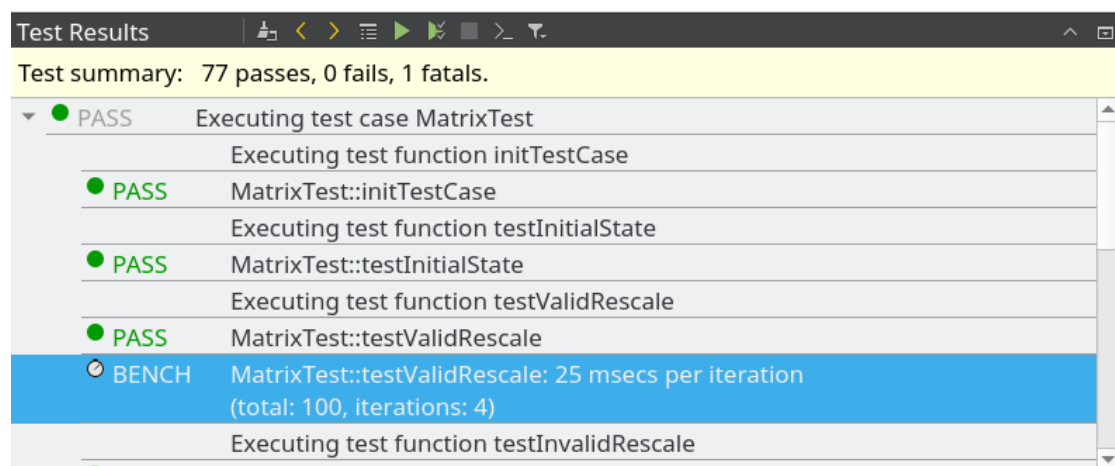 Test Results
Test summary: 77 passes, 0 fails, 1 fatals.
PASS Executing test case MatrixTest
Executing test function initTestCase
PASS MatrixTest::initTestCase
Executing test function testInitialState
PASS MatrixTest::testInitialState
Executing test function testValidRescale
PASS MatrixTest::testValidRescale
BENCH MatrixTest::testValidRescale: 25 msecs per iteration
(total: 100, iterations: 4)
Executing test function testInvalidRescale